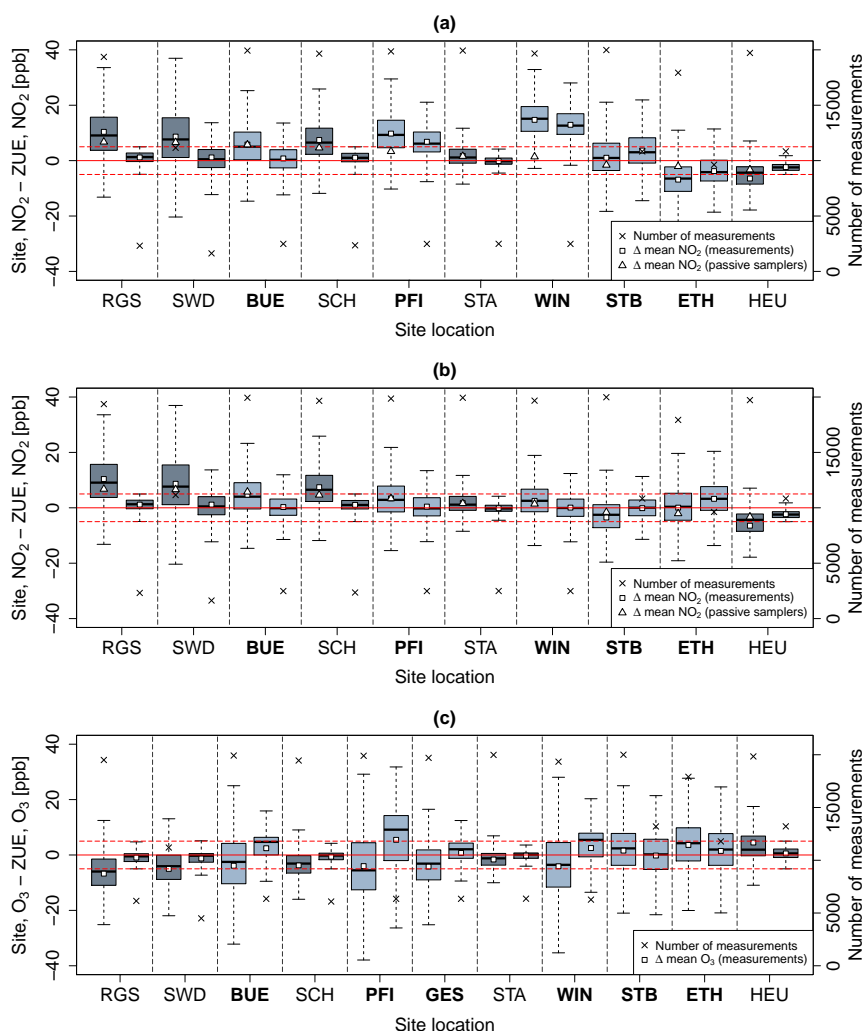 (a)
Site, NO2 − ZUE, NO2 [ppb]
40
20
0
−20
−40
15000
10000
5000
0
Number of measurements
Number of measurements
Δ mean NO2 (measurements)
Δ mean NO2 (passive samplers)
RGS SWD BUE SCH PFI STA WIN STB ETH HEU
Site location
(b)
Site, NO2 − ZUE, NO2 [ppb]
40
20
0
−20
−40
15000
10000
5000
0
Number of measurements
Number of measurements
Δ mean NO2 (measurements)
Δ mean NO2 (passive samplers)
RGS SWD BUE SCH PFI STA WIN STB ETH HEU
Site location
(c)
Site, O3 − ZUE, O3 [ppb]
40
20
0
−20
−40
15000
10000
5000
0
Number of measurements
Number of measurements
Δ mean O3 (measurements)
RGS SWD BUE SCH PFI GES STA WIN STB ETH HEU
Site location